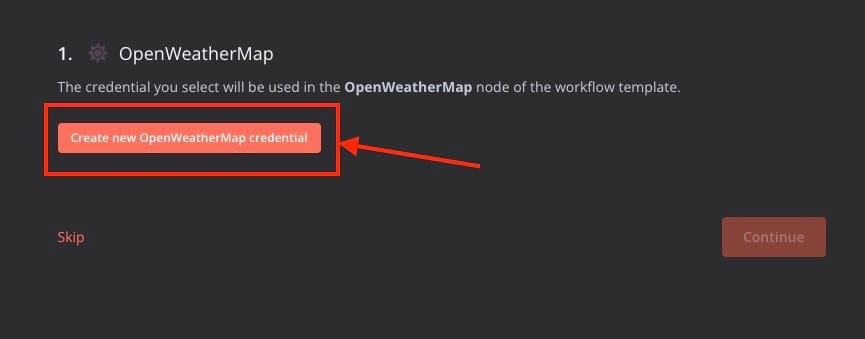 1. OpenWeatherMap
The credential you select will be used in the OpenWeatherMap node of the workflow template.
Create new OpenWeatherMap credential
Skip
Continue